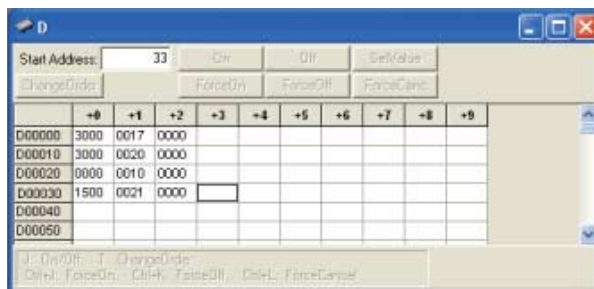 D
Start Address: 33 On Off SetValue
ChangeOrder ForceOn ForceOff ForceCanc
+0 +1 +2 +3 +4 +5 +6 +7 +8 +9
D00000 3000 0017 0000
D00010 3000 0020 0000
D00020 0000 0010 0000
D00030 1500 0021 0000
D00040
D00050
J: On/Off I: ChangeOrder
Ctrl+J: ForceOn, Ctrl+K: ForceOff, Ctrl+L: ForceCancel